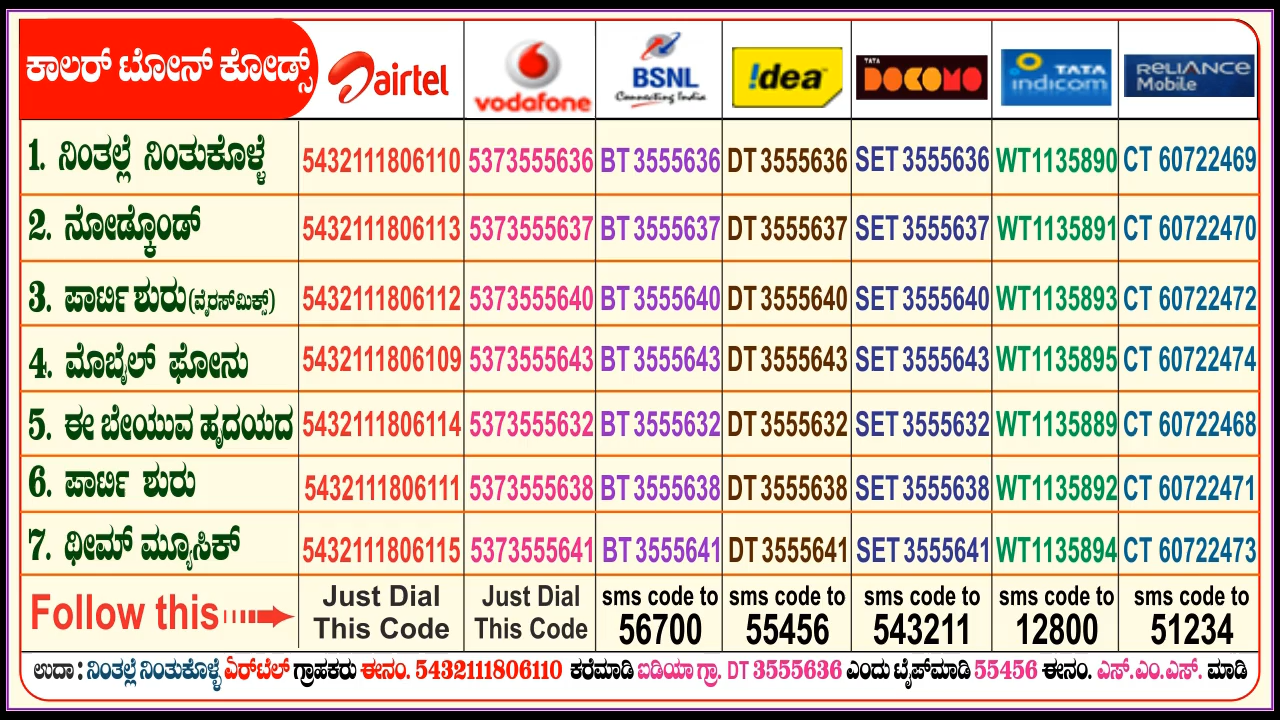 ಕಾಲರ್ ಟೋನ್ ಕೋಡ್ಸ್ airtel vodafone BSNL Connecting India !dea TATA DOCOMO TATA indicom RELIANCE Mobile
1. ನಿಂತಲ್ಲೆ ನಿಂತುಕೊಳ್ಳೆ 5432111806110 5373555636 BT 3555636 DT 3555636 SET 3555636 WT1135890 CT 60722469
2. ನೋಡ್ಕೊಂಡ್ 5432111806113 5373555637 BT 3555637 DT 3555637 SET 3555637 WT1135891 CT 60722470
3. ಪಾರ್ಟಿ ಶುರು (ವೈರಸ್‌ಮಿಕ್ಸ್) 5432111806112 5373555640 BT 3555640 DT 3555640 SET 3555640 WT1135893 CT 60722472
4. ಮೊಬೈಲ್ ಫೋನು 5432111806109 5373555643 BT 3555643 DT 3555643 SET 3555643 WT1135895 CT 60722474
5. ಈ ಬೇಯುವ ಹೃದಯದ 5432111806114 5373555632 BT 3555632 DT 3555632 SET 3555632 WT1135889 CT 60722468
6. ಪಾರ್ಟಿ ಶುರು 5432111806111 5373555638 BT 3555638 DT 3555638 SET 3555638 WT1135892 CT 60722471
7. ಥೀಮ್ ಮ್ಯೂಸಿಕ್ 5432111806115 5373555641 BT 3555641 DT 3555641 SET 3555641 WT1135894 CT 60722473
Follow this Just Dial This Code Just Dial This Code sms code to 56700 sms code to 55456 sms code to 543211 sms code to 12800 sms code to 51234
ಉದಾ : ನಿಂತಲ್ಲೆ ನಿಂತುಕೊಳ್ಳೆ ಏರ್‌ಟೆಲ್ ಗ್ರಾಹಕರು ಈನಂ. 5432111806110 ಕರೆಮಾಡಿ ಐಡಿಯಾ ಗ್ರಾ. DT 3555636 ಎಂದು ಟೈಪ್‌ಮಾಡಿ 55456 ಈನಂ. ಎಸ್.ಎಂ.ಎಸ್. ಮಾಡಿ